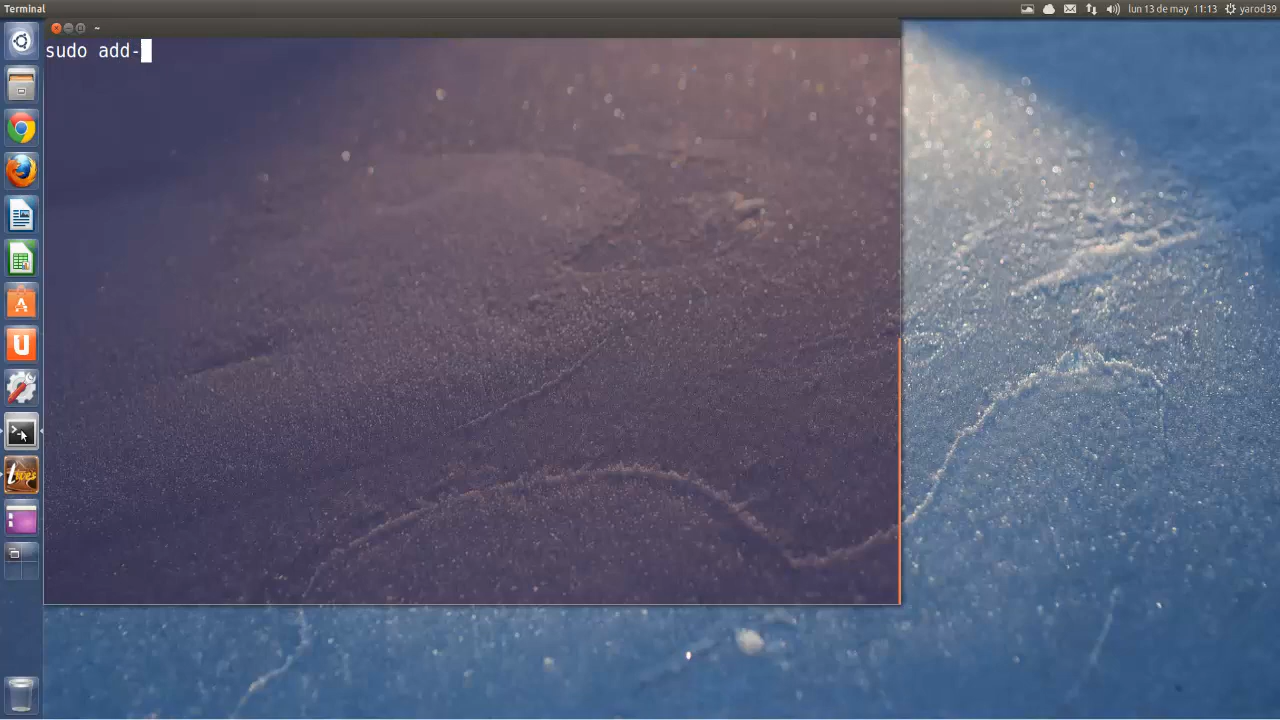 Terminal
lun 13 de may 11:13 yarod39
~
sudo add-